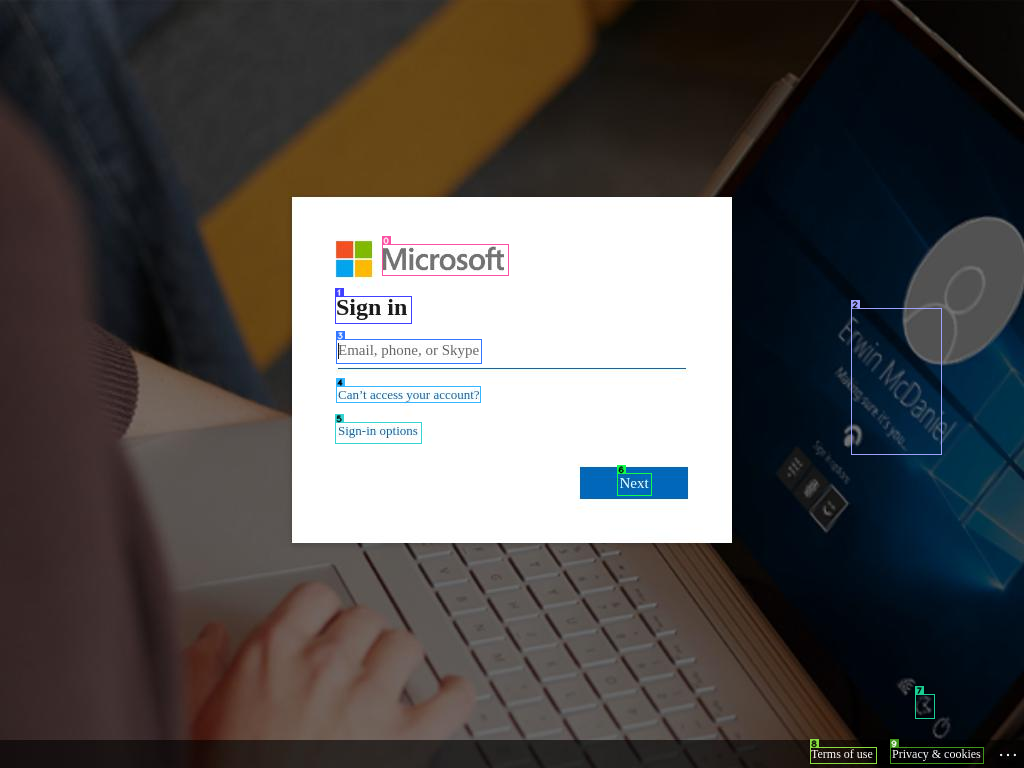 Microsoft
Sign in
Email, phone, or Skype
Can't access your account?
Sign-in options
Next
Erwin McDaniel
Making sure it's you...
Sign in options
Terms of use
Privacy & cookies
...
0
1
2
3
4
5
6
7
8
9